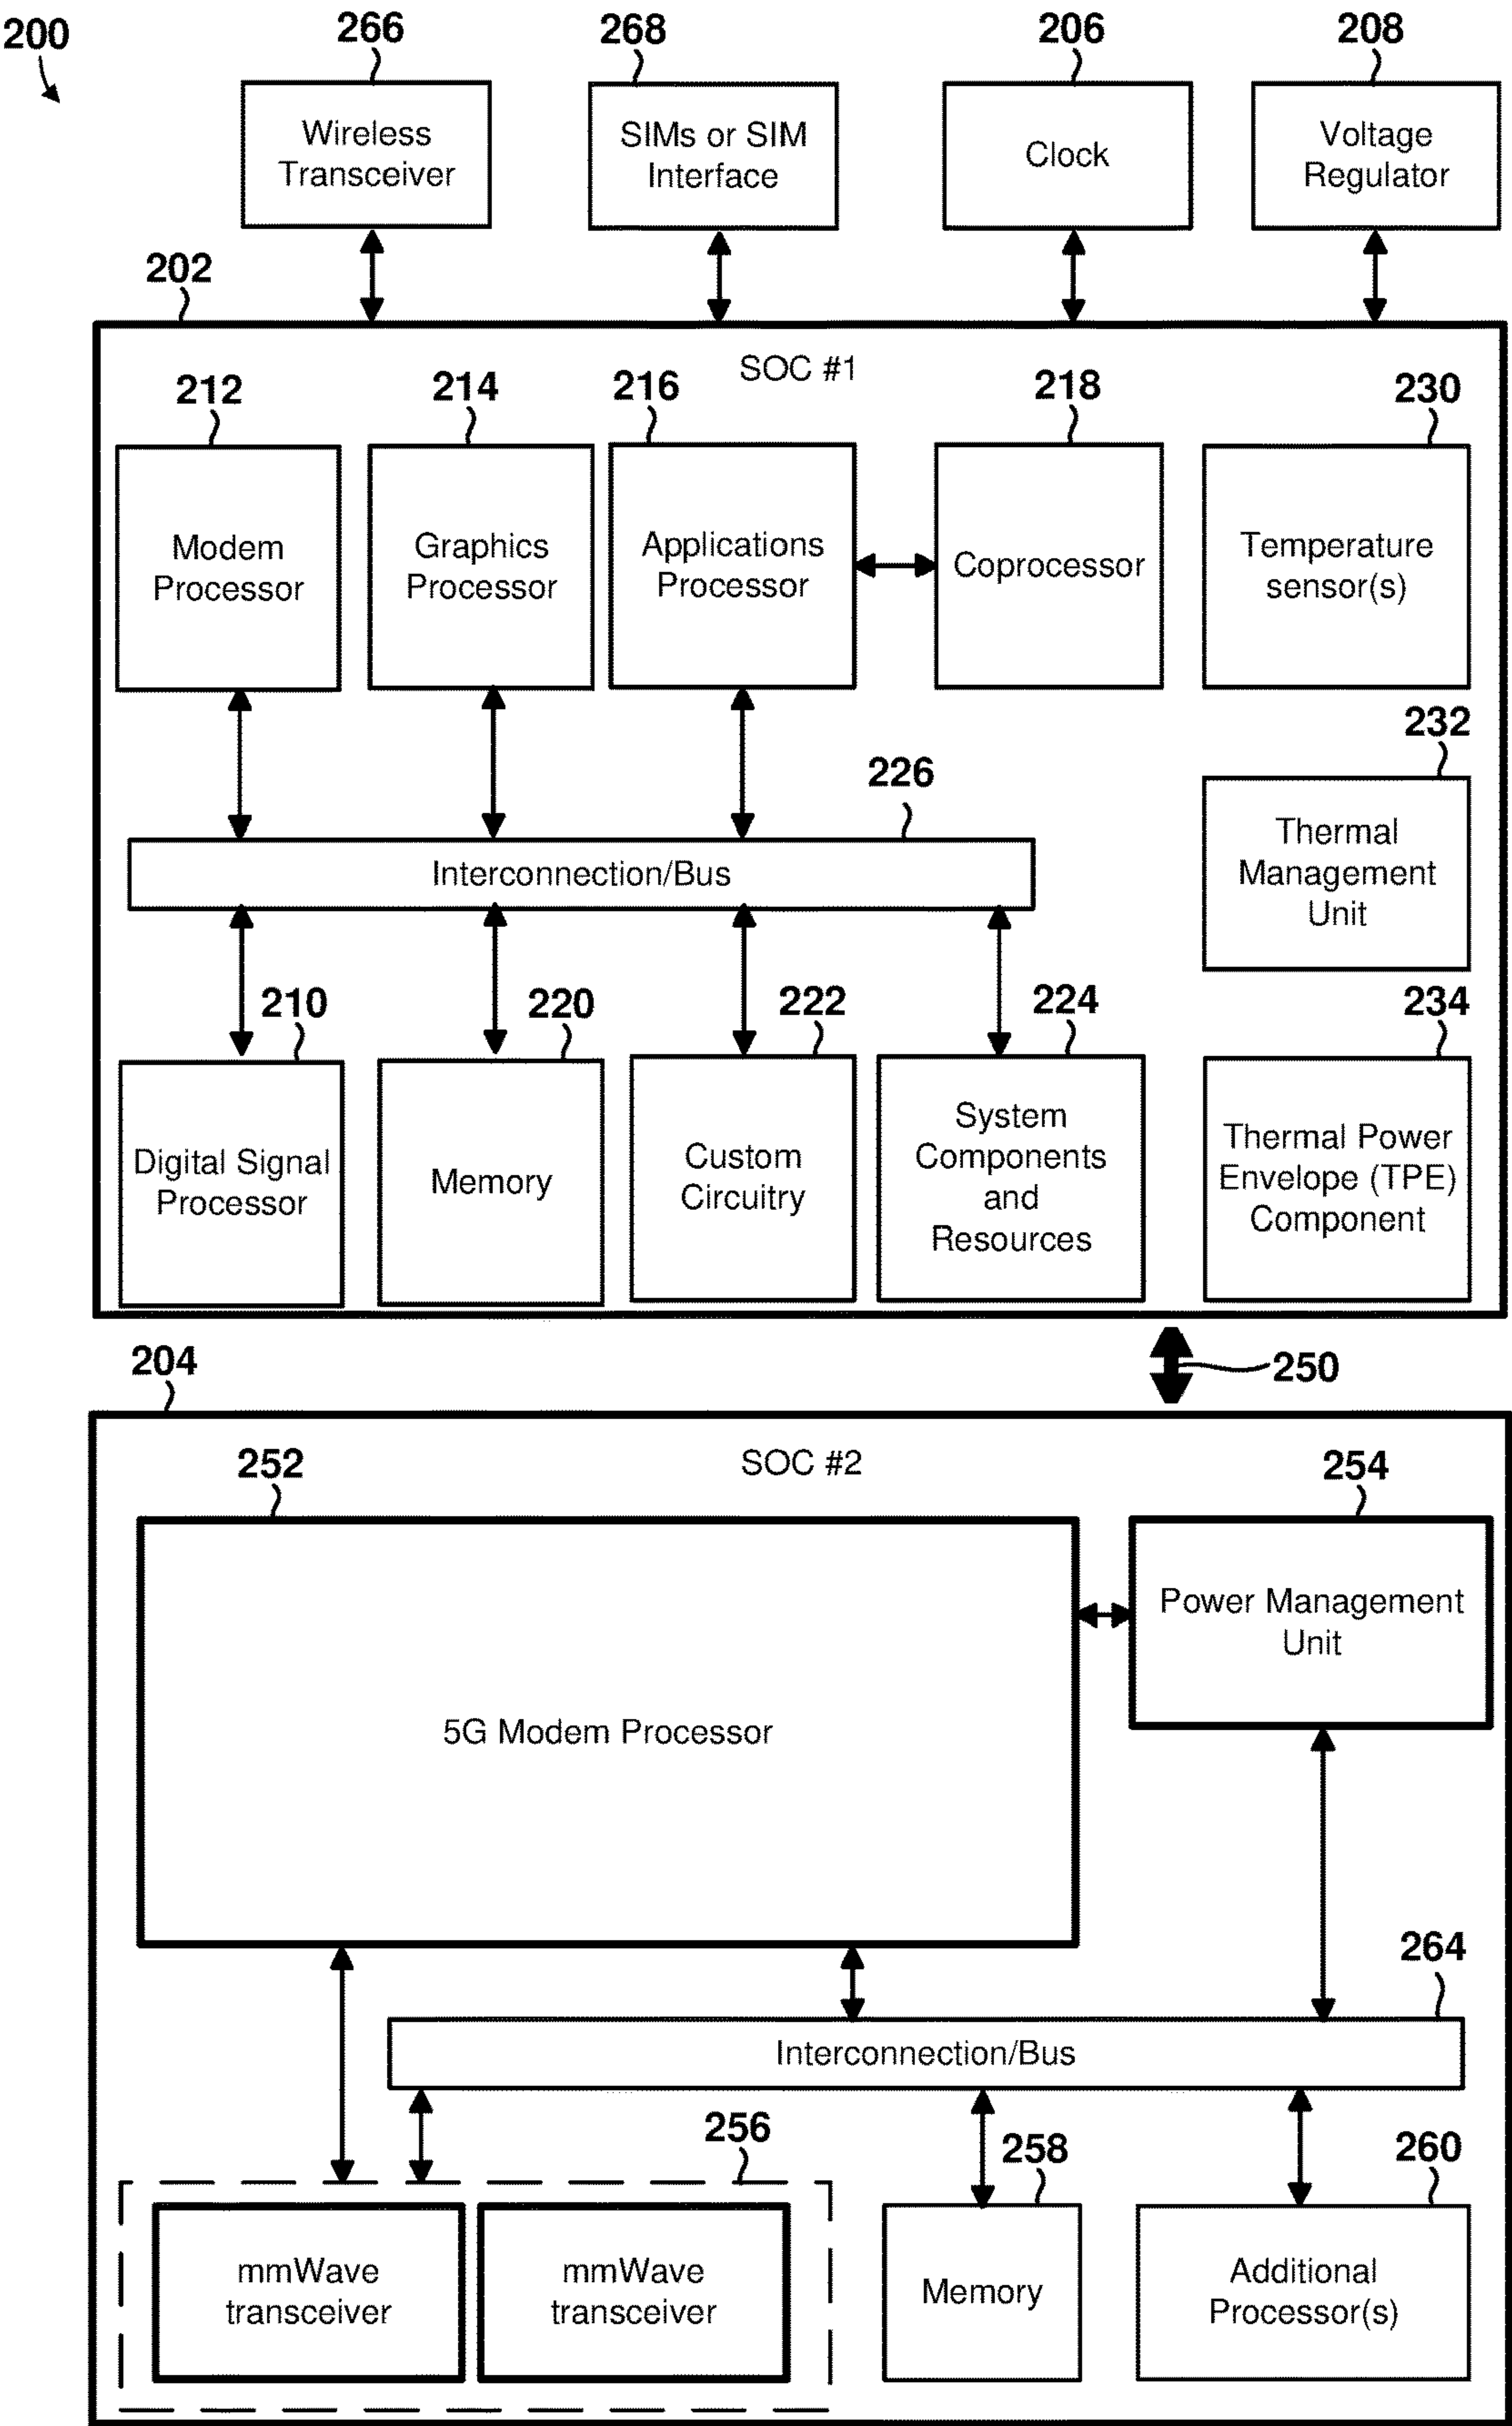 200
266
268
206
208
Wireless
Transceiver
SIMs or SIM
Interface
Clock
Voltage
Regulator
202
SOC #1
212
214
216
218
230
Modem
Processor
Graphics
Processor
Applications
Processor
Coprocessor
Temperature
sensor(s)
232
226
Interconnection/Bus
Thermal
Management
Unit
210
220
222
224
234
Digital Signal
Processor
Memory
Custom
Circuitry
System
Components
and
Resources
Thermal Power
Envelope (TPE)
Component
250
204
SOC #2
252
254
5G Modem Processor
Power Management
Unit
264
Interconnection/Bus
256
258
260
mmWave
transceiver
mmWave
transceiver
Memory
Additional
Processor(s)